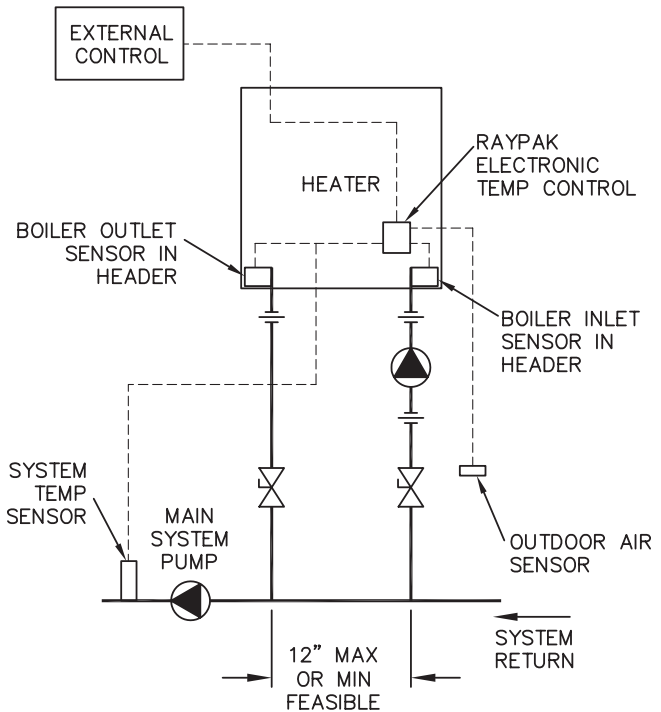 EXTERNAL
CONTROL
RAYPAK
ELECTRONIC
TEMP CONTROL
HEATER
BOILER OUTLET
SENSOR IN
HEADER
BOILER INLET
SENSOR IN
HEADER
SYSTEM
TEMP
SENSOR
MAIN
SYSTEM
PUMP
OUTDOOR AIR
SENSOR
SYSTEM
RETURN
12” MAX
OR MIN
FEASIBLE